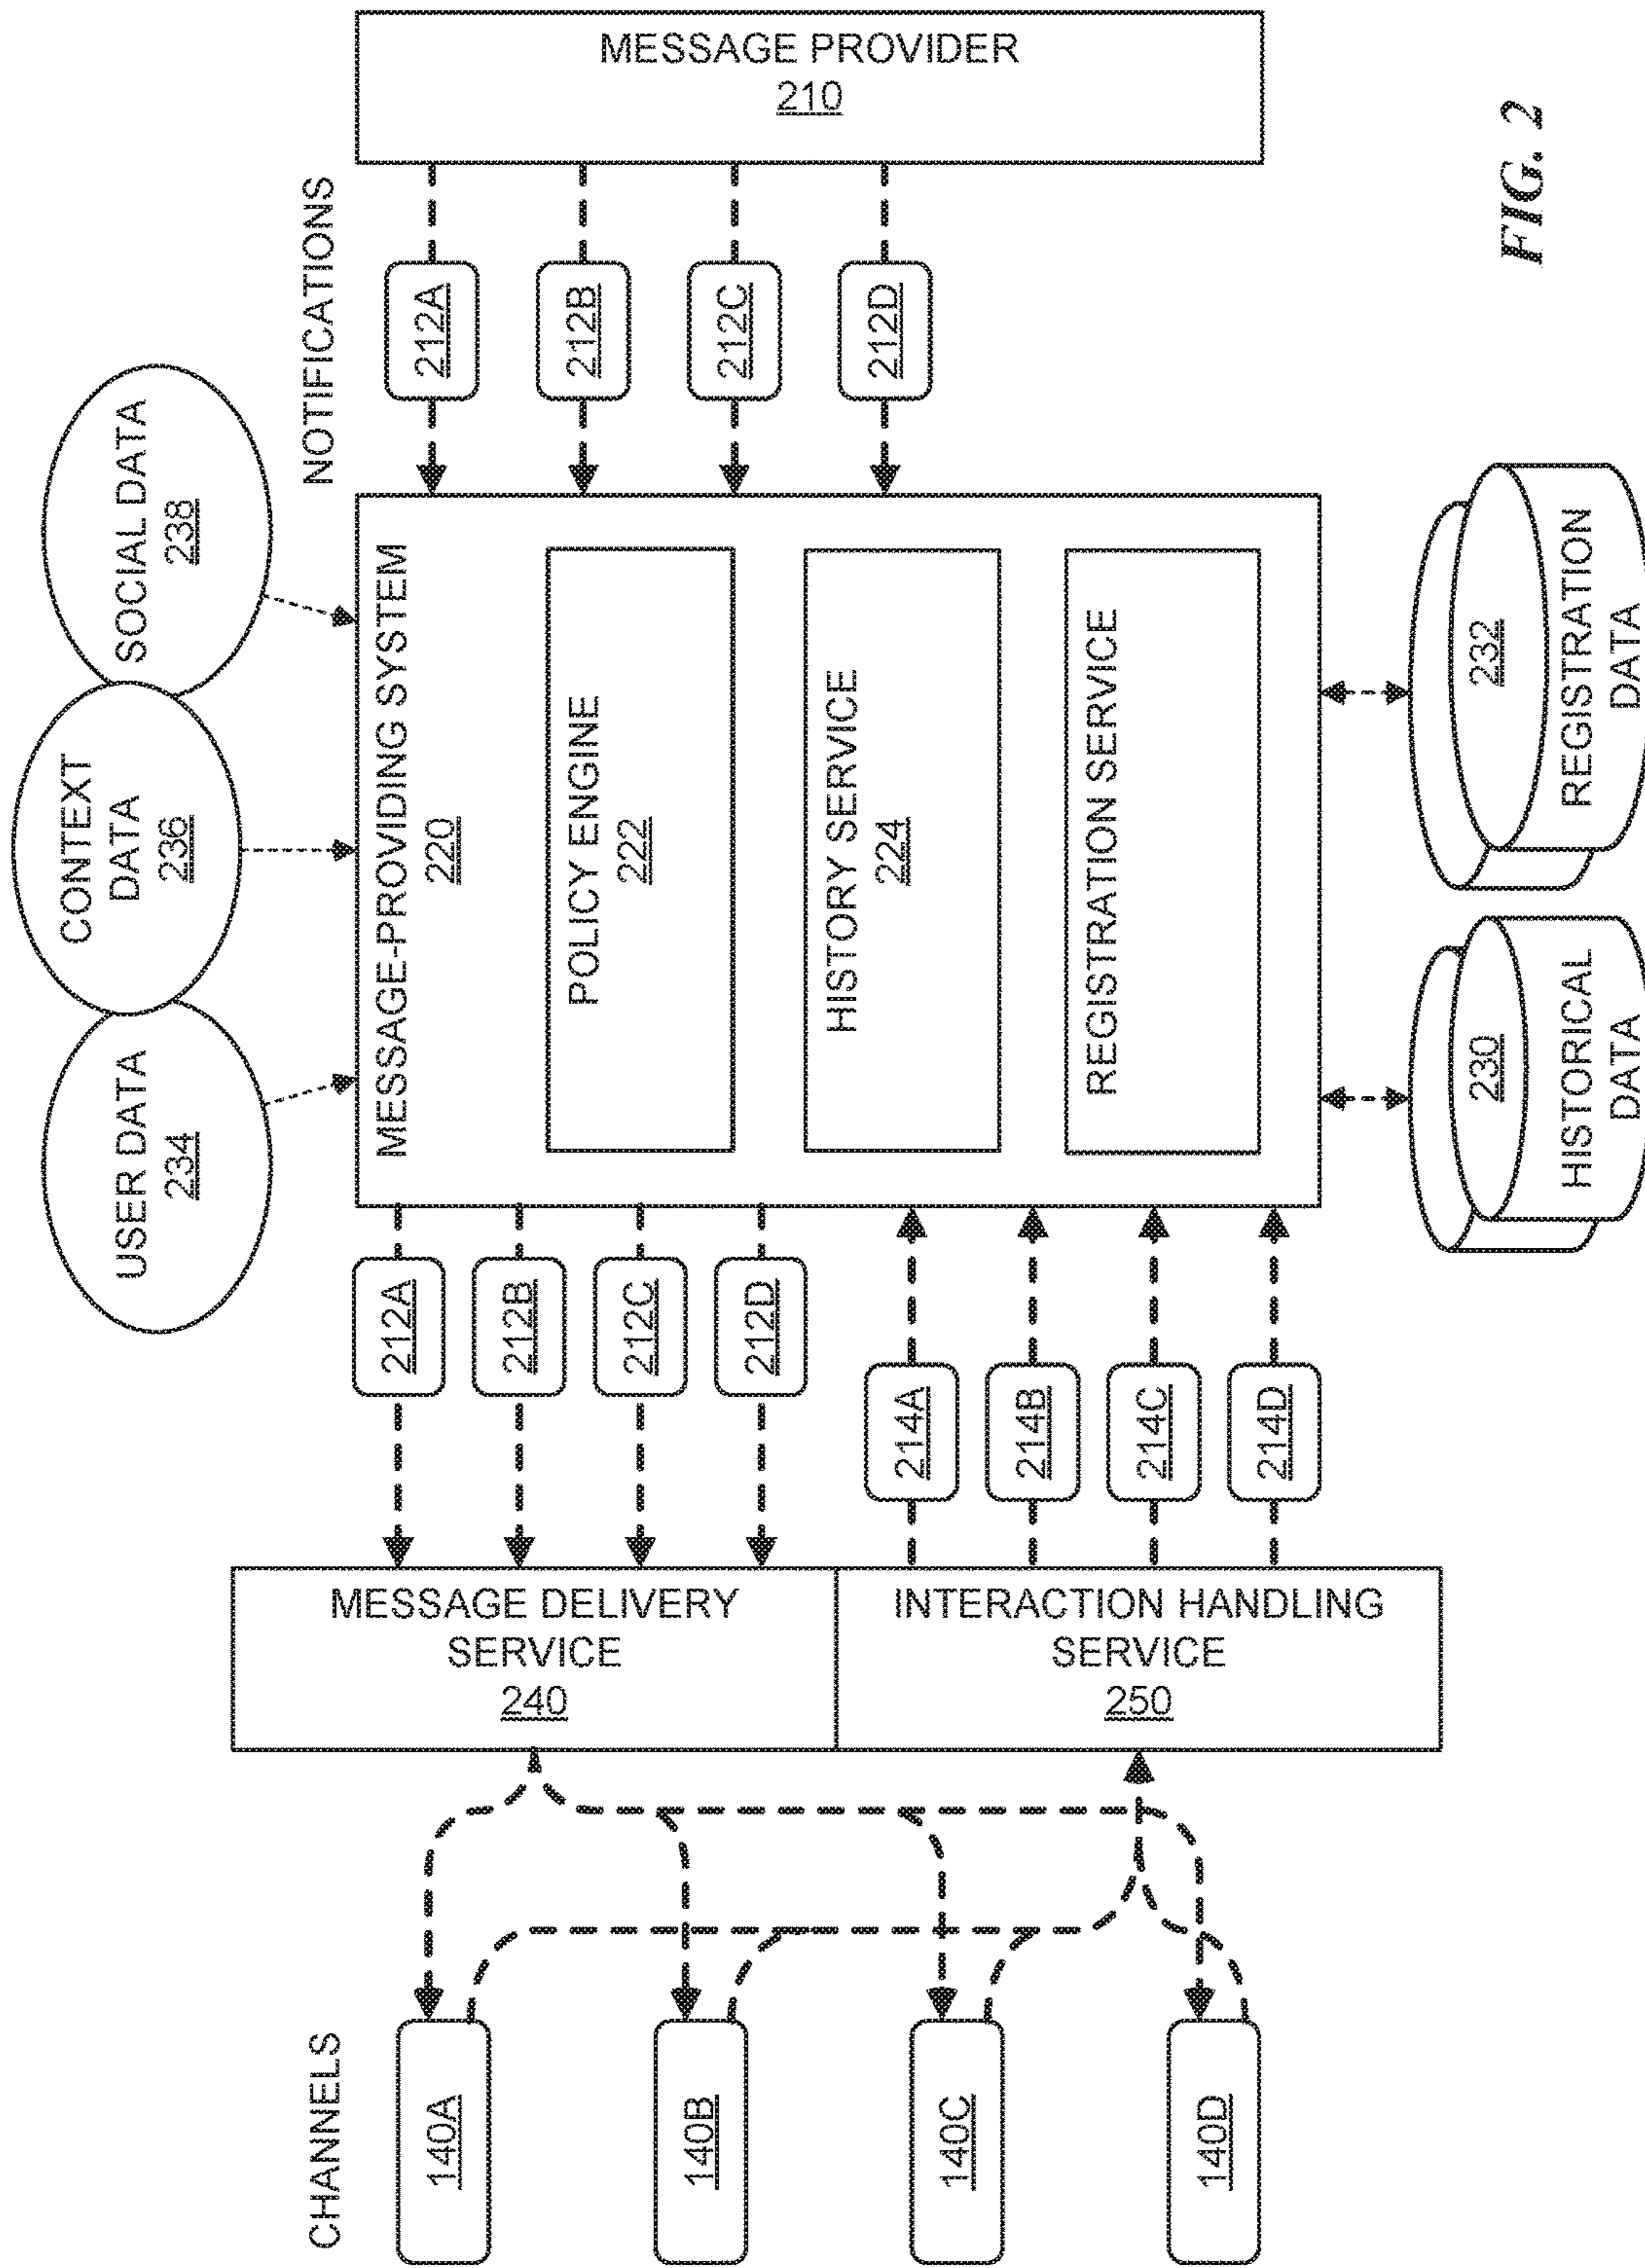 USER DATA
234
CONTEXT
DATA
236
SOCIAL DATA
238
CHANNELS
NOTIFICATIONS
140A
140B
140C
140D
MESSAGE DELIVERY
SERVICE
240
INTERACTION HANDLING
SERVICE
250
212A
212B
212C
212D
214A
214B
214C
214D
MESSAGE-PROVIDING SYSTEM
220
POLICY ENGINE
222
HISTORY SERVICE
224
REGISTRATION SERVICE
212A
212B
212C
212D
MESSAGE PROVIDER
210
230
HISTORICAL
DATA
232
REGISTRATION
DATA
FIG. 2